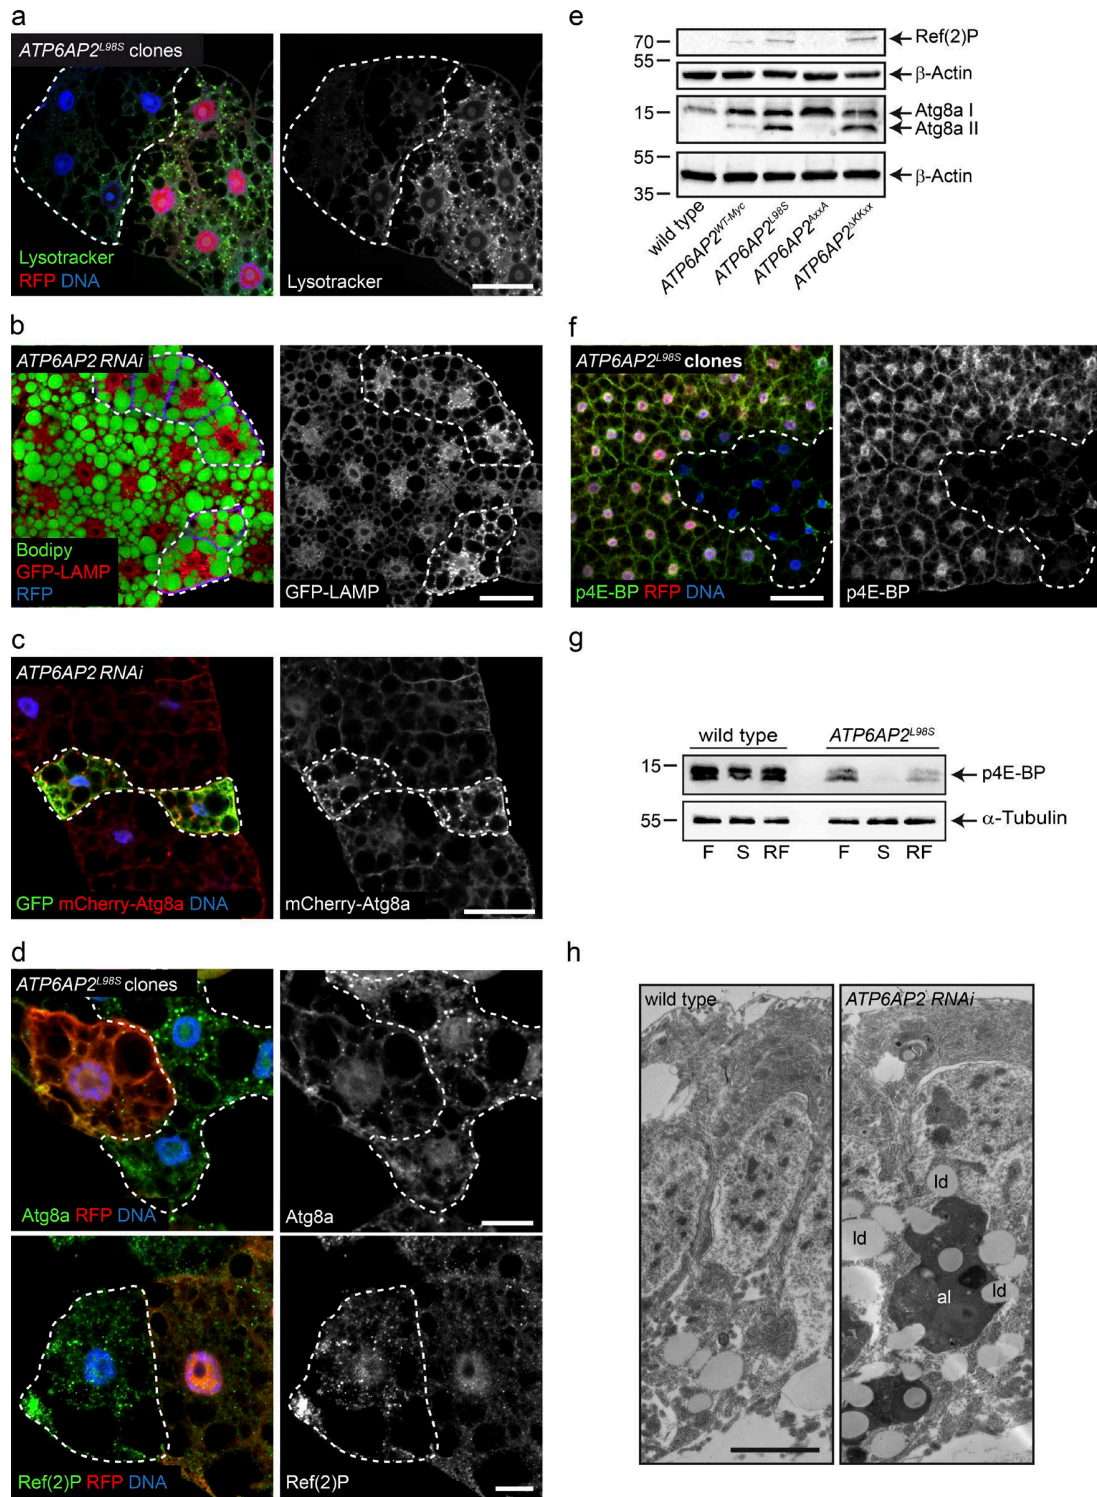 a
ATP6AP2L98S clones
Lysotracker
RFP DNA
Lysotracker
b
ATP6AP2 RNAi
Bodipy
GFP-LAMP
RFP
GFP-LAMP
c
ATP6AP2 RNAi
GFP mCherry-Atg8a DNA
mCherry-Atg8a
d
ATP6AP2L98S clones
Atg8a RFP DNA
Atg8a
Ref(2)P RFP DNA
Ref(2)P
e
70
55
Ref(2)P
β-Actin
15
Atg8a I
Atg8a II
55
35
β-Actin
wild type
ATP6AP2WT-Myc
ATP6AP2L98S
ATP6AP2AxxA
ATP6AP2ΔKKxx
f
ATP6AP2L98S clones
p4E-BP RFP DNA
p4E-BP
g
wild type ATP6AP2L98S
15
p4E-BP
55
α-Tubulin
F S RF F S RF
h
wild type
ATP6AP2 RNAi
ld
ld
ld
al